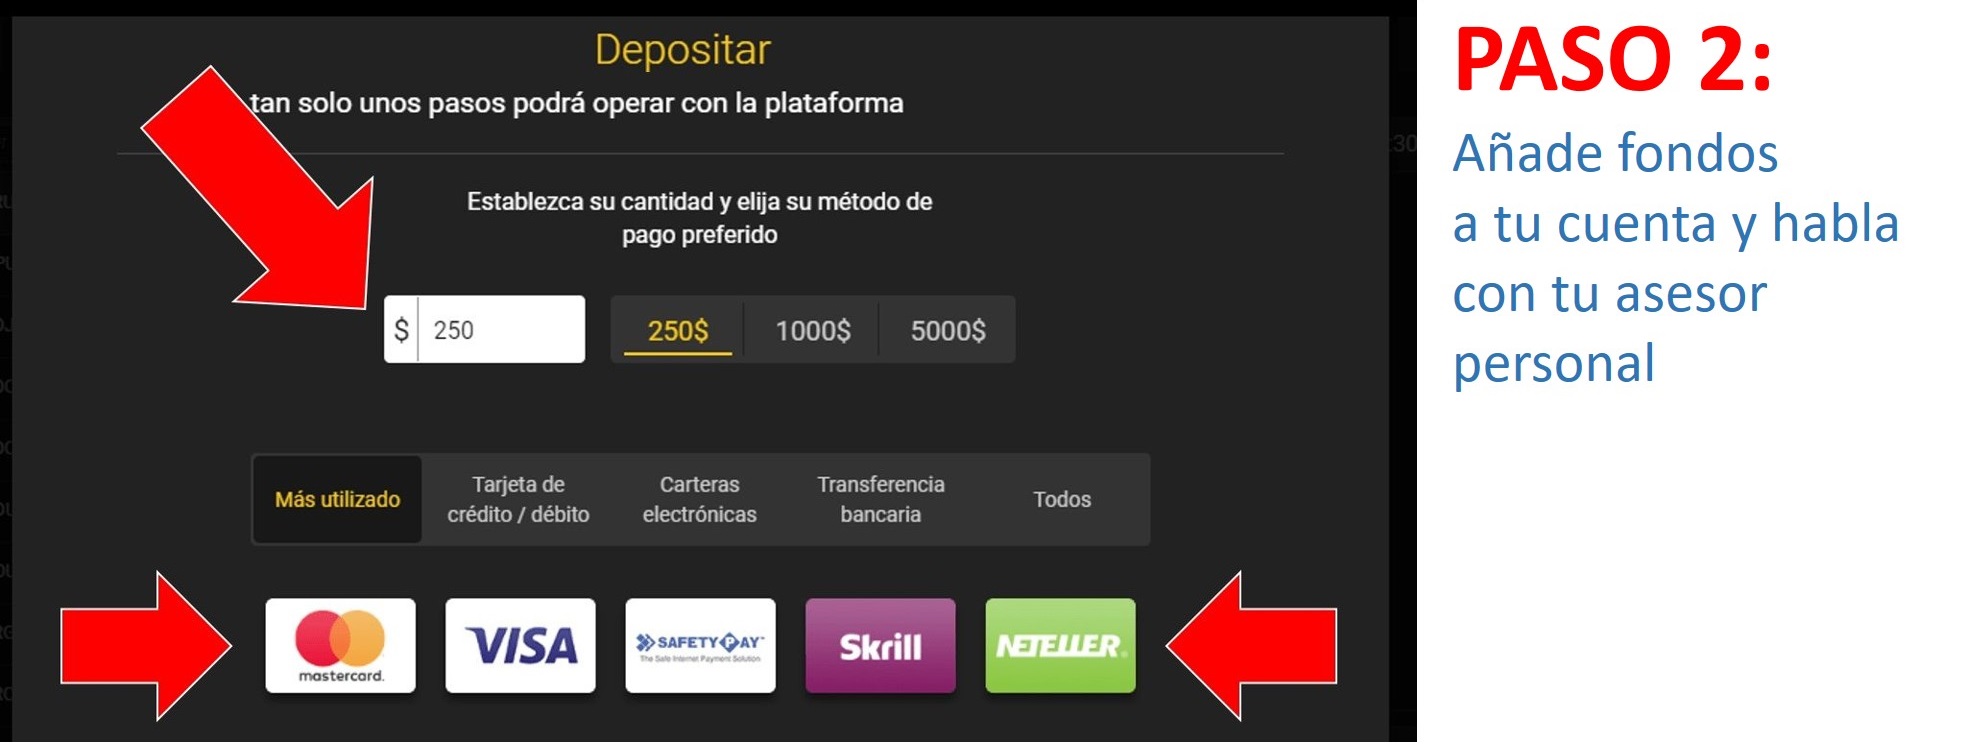 Depositar
tan solo unos pasos podrá operar con la plataforma
Establezca su cantidad y elija su método de
pago preferido
$ 250
250$ 1000$ 5000$
Más utilizado
Tarjeta de
crédito / débito
Carteras
electrónicas
Transferencia
bancaria
Todos
mastercard.
VISA
SAFETYPAY
The Safe Internet Payment Solution
Skrill
NETELLER
PASO 2:
Añade fondos
a tu cuenta y habla
con tu asesor
personal